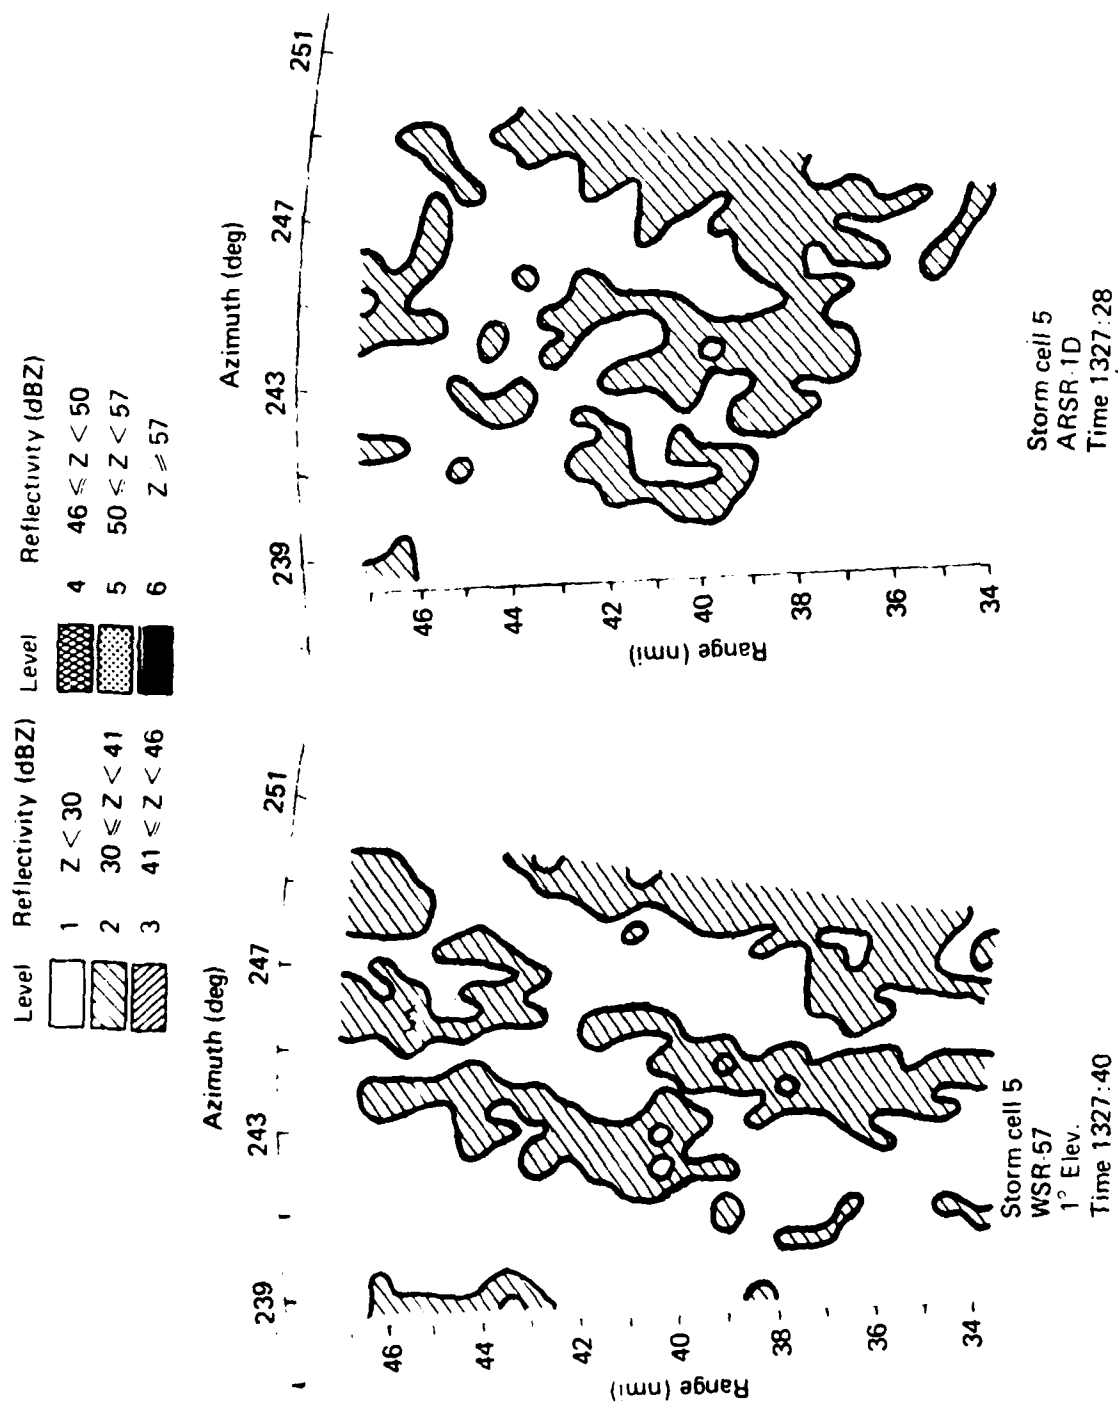 Level Reflectivity (dBZ) Level Reflectivity (dBZ)
1 Z < 30 4 46 ⩽ Z < 50
2 30 ⩽ Z < 41 5 50 ⩽ Z < 57
3 41 ⩽ Z < 46 6 Z ⩾ 57
Azimuth (deg)
239 243 247 251
Range (nmi)
46
44
42
40
38
36
34
Storm cell 5
WSR-57
1° Elev.
Time 1327:40
Azimuth (deg)
239 243 247 251
Range (nmi)
46
44
42
40
38
36
34
Storm cell 5
ARSR-1D
Time 1327:28